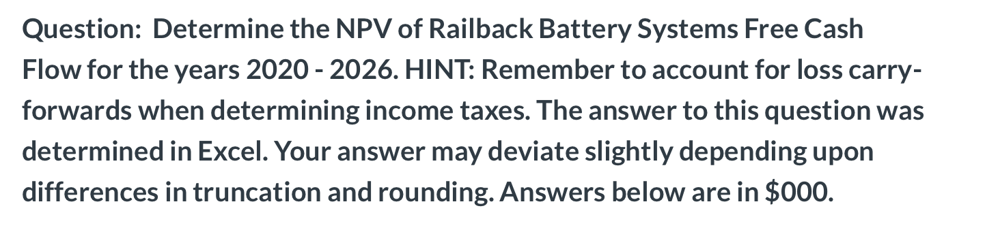 Question:  Determine the NPV of Railback Battery Systems Free Cash
Flow for the years 2020 - 2026. HINT: Remember to account for loss carry-
forwards when determining income taxes. The answer to this question was
determined in Excel. Your answer may deviate slightly depending upon
differences in truncation and rounding. Answers below are in $000.